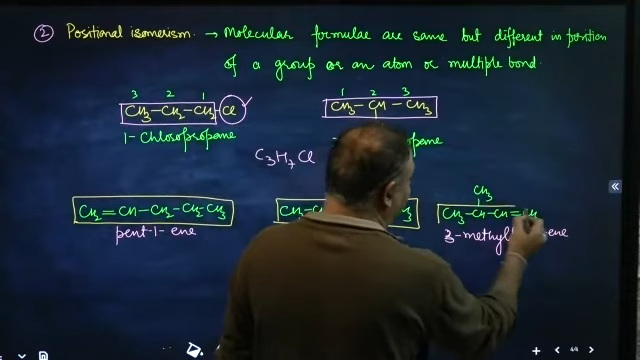 ② Positional isomerism → Molecular formulae are same but different in position
of a group or an atom or multiple bond.
3 2 1
CH3-CH2-CH2-Cl
1-Chloropropane
1 2 3
CH3-CH-CH3
C3H7Cl
CH2=CH-CH2-CH2-CH3
pent-1-ene
CH3
CH3-CH-CH=
3-methyl
ene
4/4